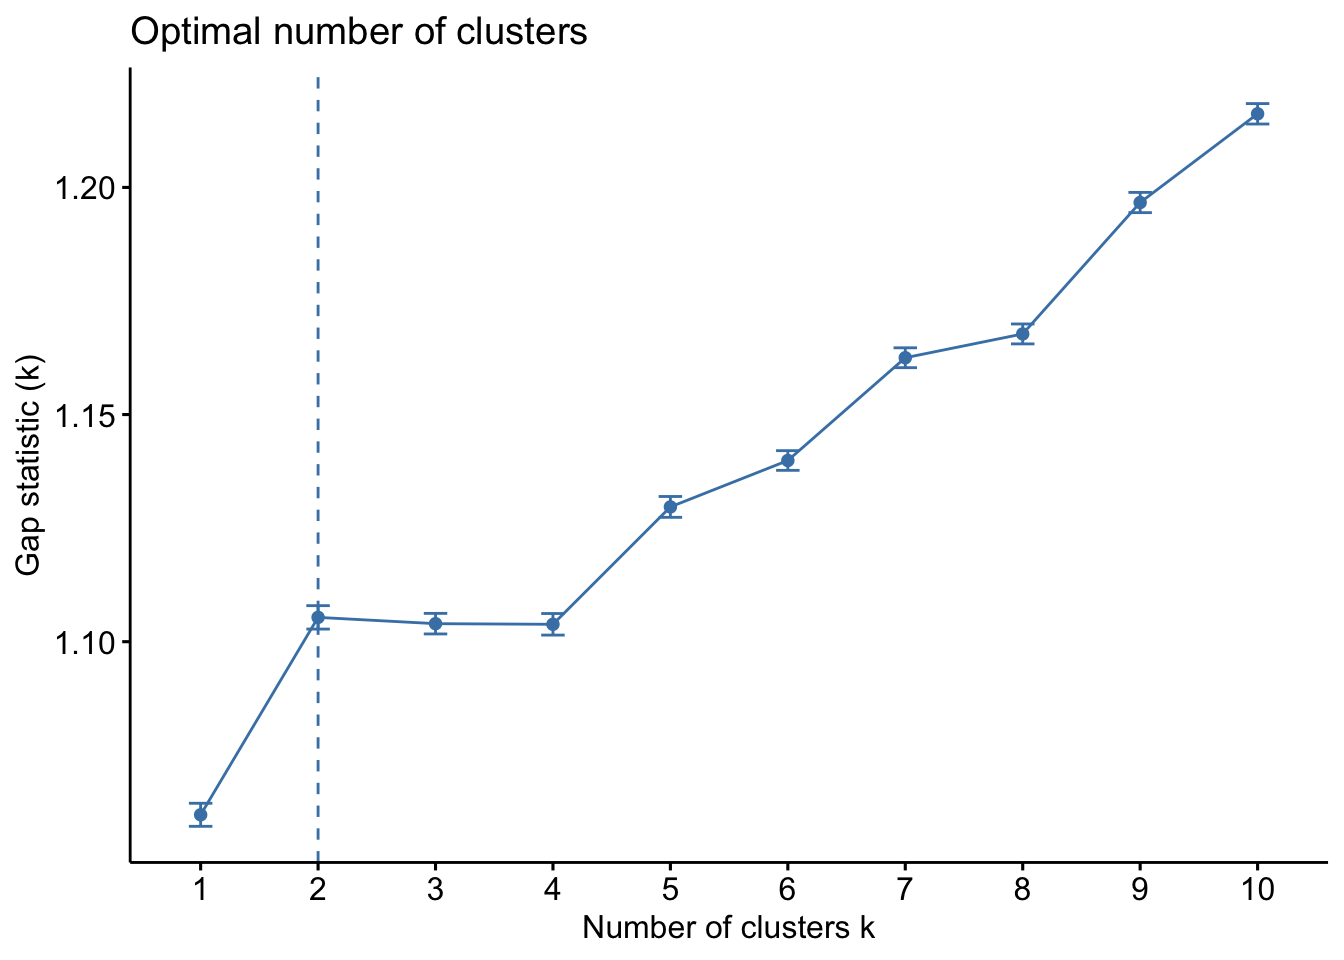 Optimal number of clusters
1.20
1.15
1.10
Gap statistic (k)
1 2 3 4 5 6 7 8 9 10
Number of clusters k